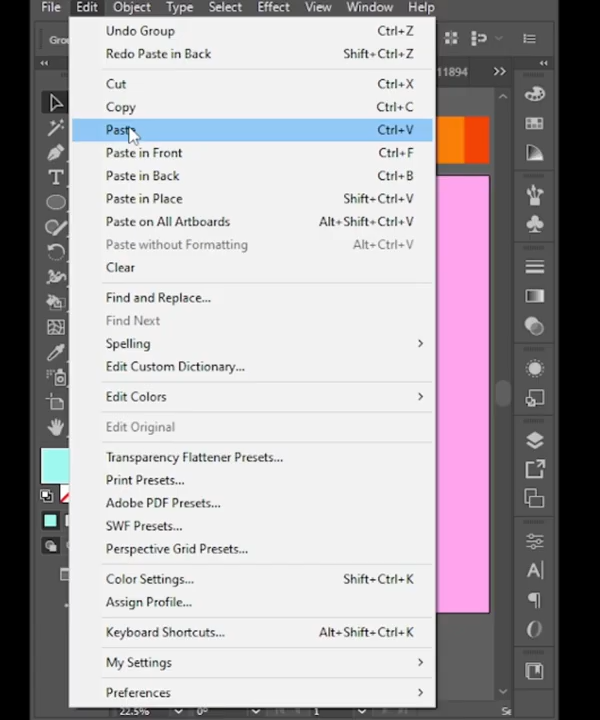 File Edit Object Type Select Effect View Window Help
Undo Group Ctrl+Z
Redo Paste in Back Shift+Ctrl+Z
11894
Cut Ctrl+X
Copy Ctrl+C
Paste Ctrl+V
Paste in Front Ctrl+F
Paste in Back Ctrl+B
Paste in Place Shift+Ctrl+V
Paste on All Artboards Alt+Shift+Ctrl+V
Paste without Formatting Alt+Ctrl+V
Clear
Find and Replace...
Find Next
Spelling
Edit Custom Dictionary...
Edit Colors
Edit Original
Transparency Flattener Presets...
Print Presets...
Adobe PDF Presets...
SWF Presets...
Perspective Grid Presets...
Color Settings... Shift+Ctrl+K
Assign Profile...
Keyboard Shortcuts... Alt+Shift+Ctrl+K
My Settings
Preferences
22.5% 0° 1